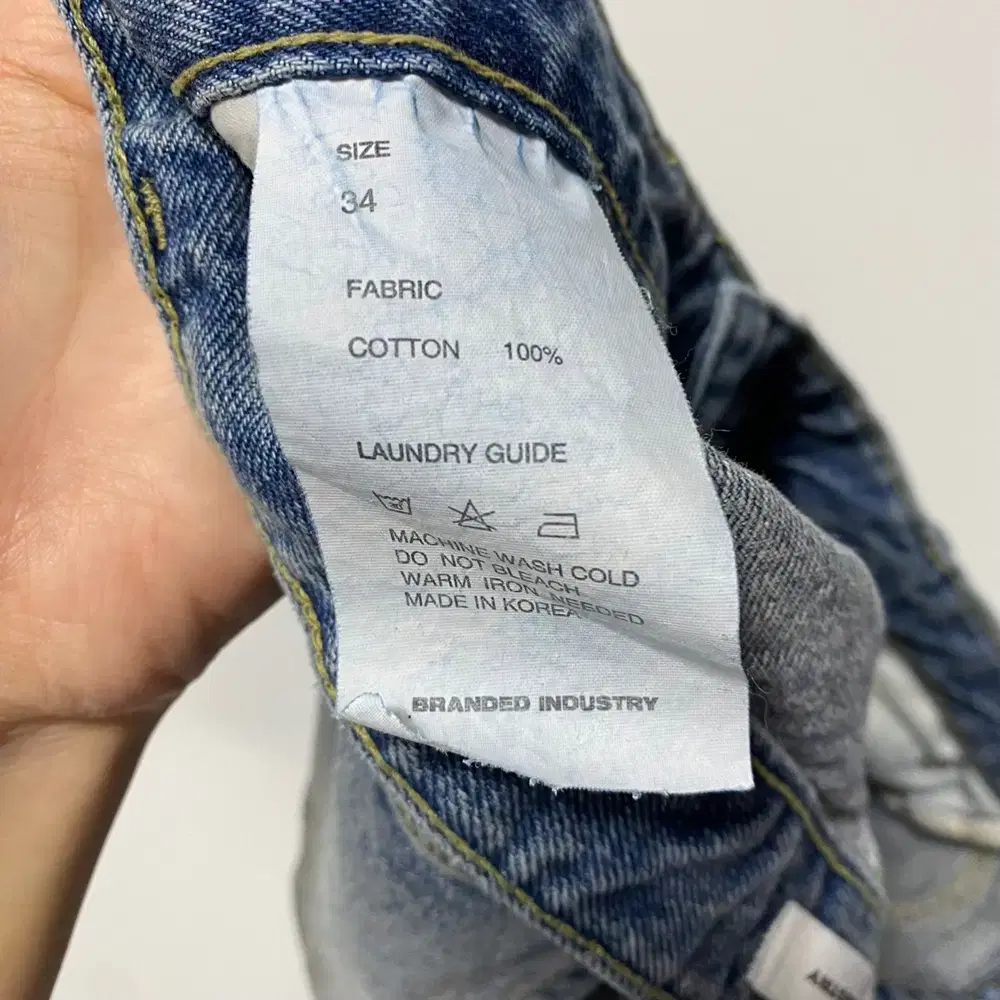 SIZE
34
FABRIC
COTTON 100%
LAUNDRY GUIDE
MACHINE WASH COLD
DO NOT BLEACH
WARM IRON NEEDED
MADE IN KOREA
BRANDED INDUSTRY